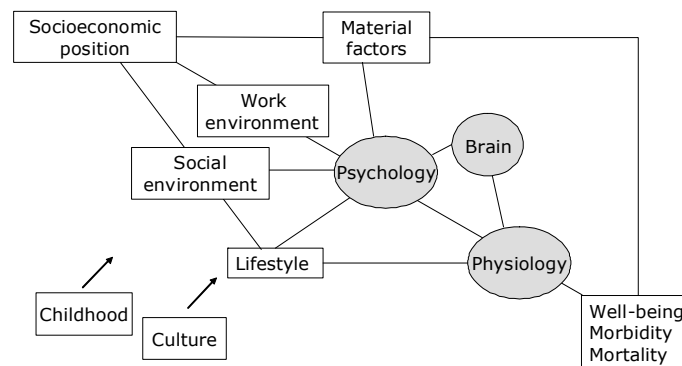 Socioeconomic
position
Material
factors
Work
environment
Brain
Social
environment
Psychology
Lifestyle
Physiology
Childhood
Culture
Well-being
Morbidity
Mortality